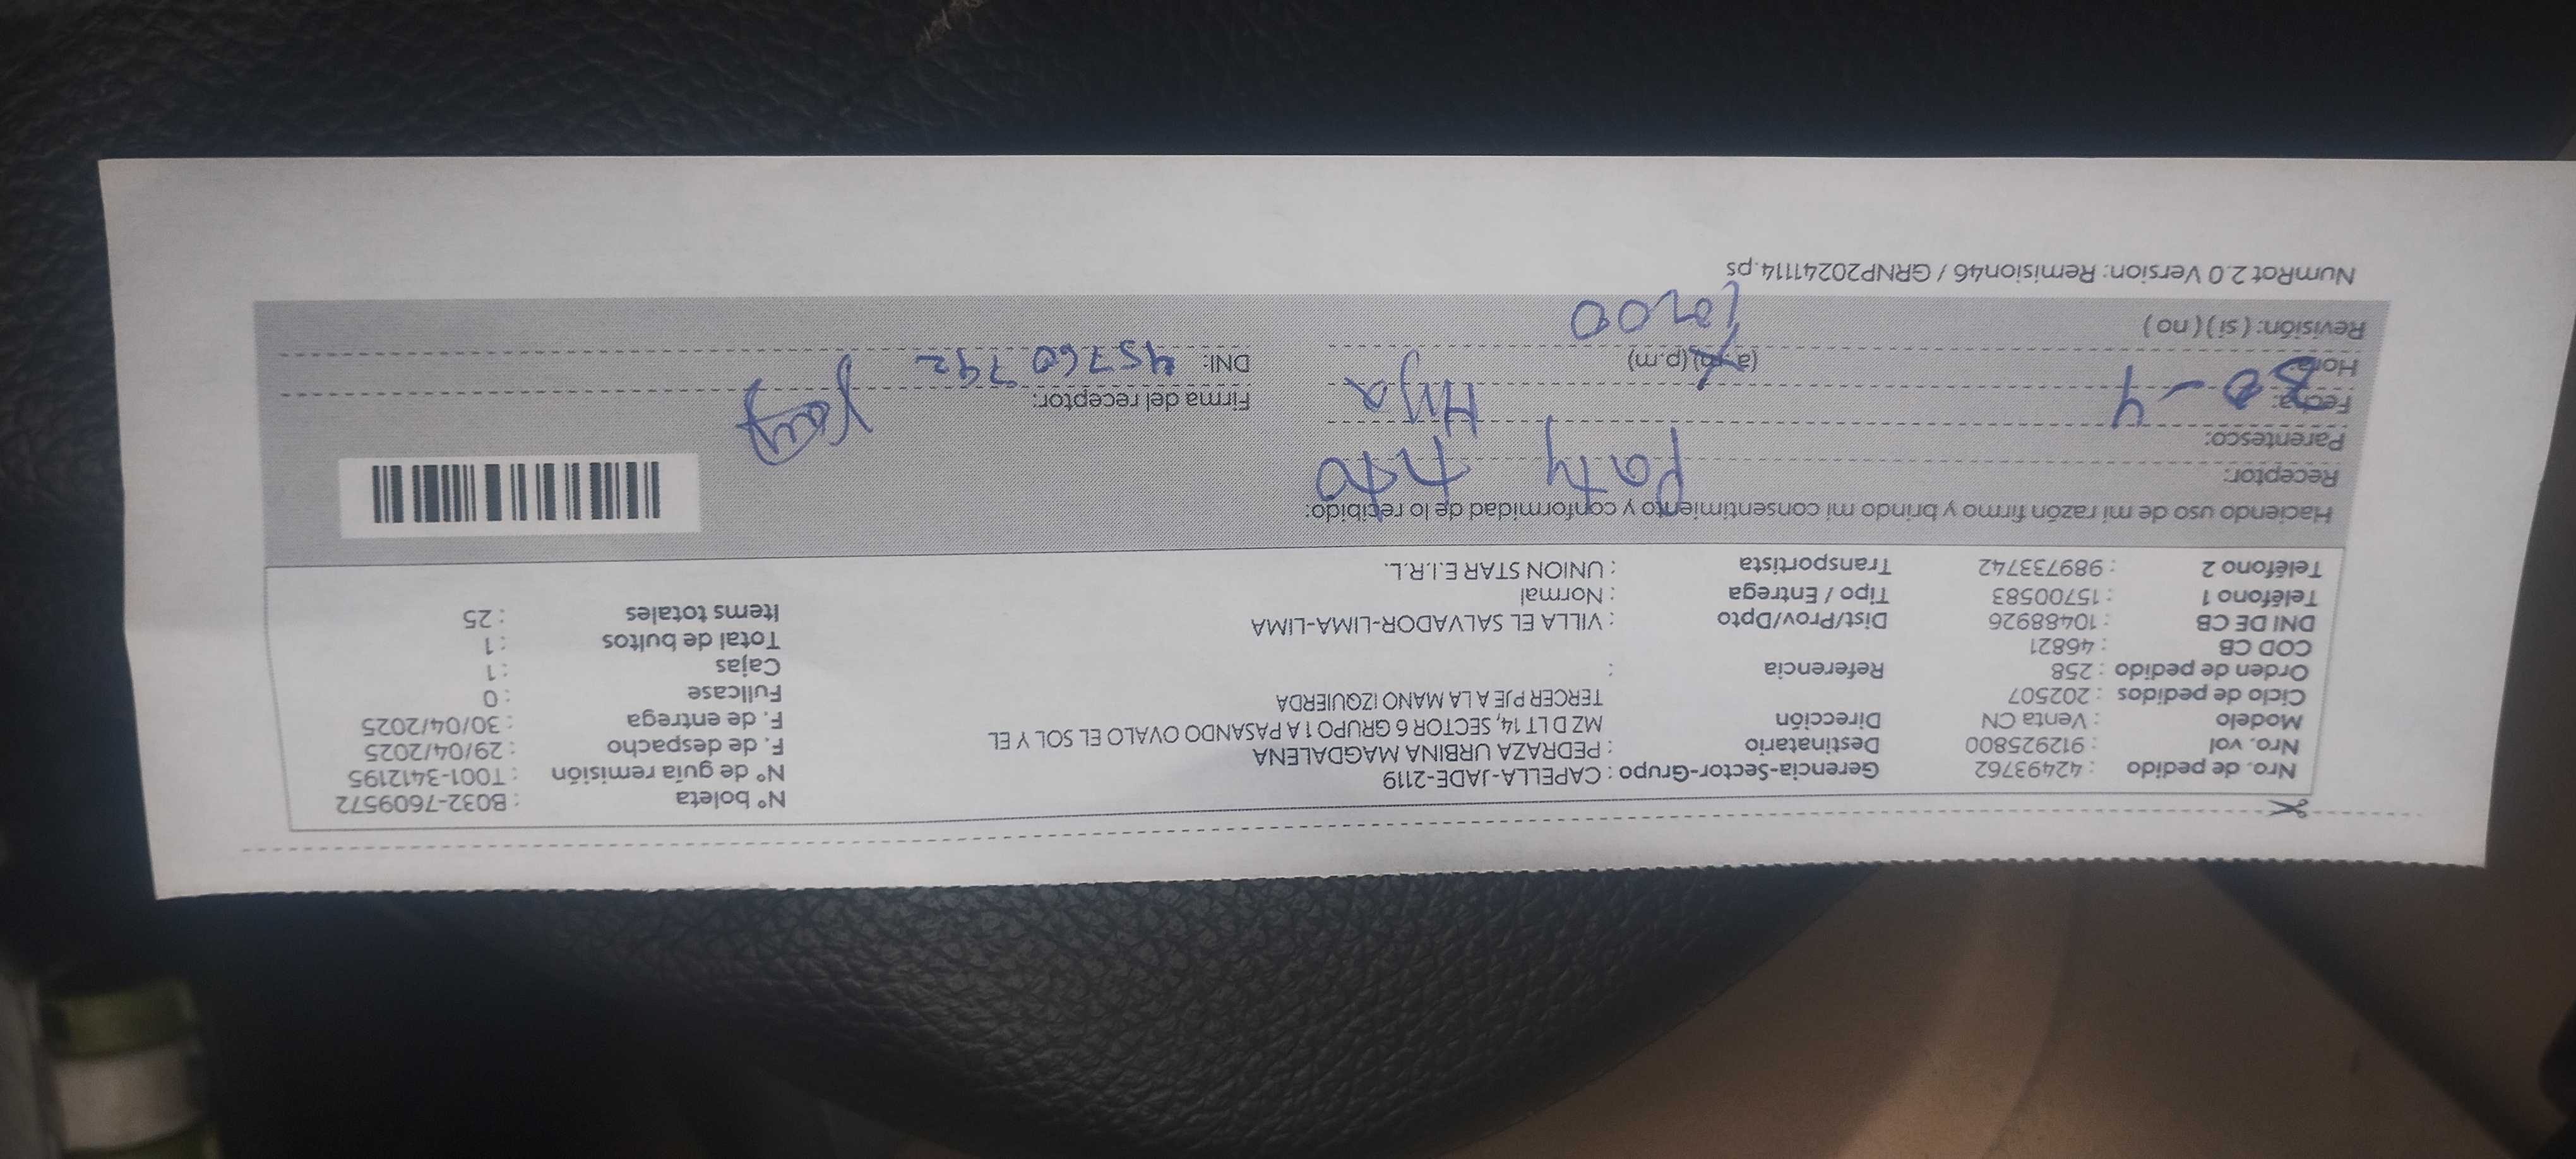 Nro. de pedido : 42493762 Gerencia-Sector-Grupo : CAPELLA-JADE-2119 N° boleta : B032-7609572
Nro. vol : 912925800 Destinatario : PEDRAZA URBINA MAGDALENA N° de guía remisión : T001-3412195
Modelo : Venta CN Dirección MZ D LT 14, SECTOR 6 GRUPO 1 A PASANDO OVALO EL SOL Y EL F. de despacho : 29/04/2025
Ciclo de pedidos : 202507 TERCER PJE A LA MANO IZQUIERDA F. de entrega : 30/04/2025
Orden de pedido : 258 Referencia : Fullcase : 0
COD CB : 46821 Cajas : 1
DNI DE CB : 10488926 Dist/Prov/Dpto : VILLA EL SALVADOR-LIMA-LIMA Total de bultos : 1
Teléfono 1 : 15700583 Tipo / Entrega : Normal Items totales : 25
Teléfono 2 : 989733742 Transportista : UNION STAR E.I.R.L.
Haciendo uso de mi razón firmo y brindo mi consentimiento y conformidad de lo recibido:
Receptor: Paty
Parentesco: Hija
Fecha: 30-4 Firma del receptor:
Hora: (a.m) (p.m) DNI: 45760792
Revisión: ( si ) ( no )
NumRot 2.0 Version: Remision46 / GRNP20241114.ps